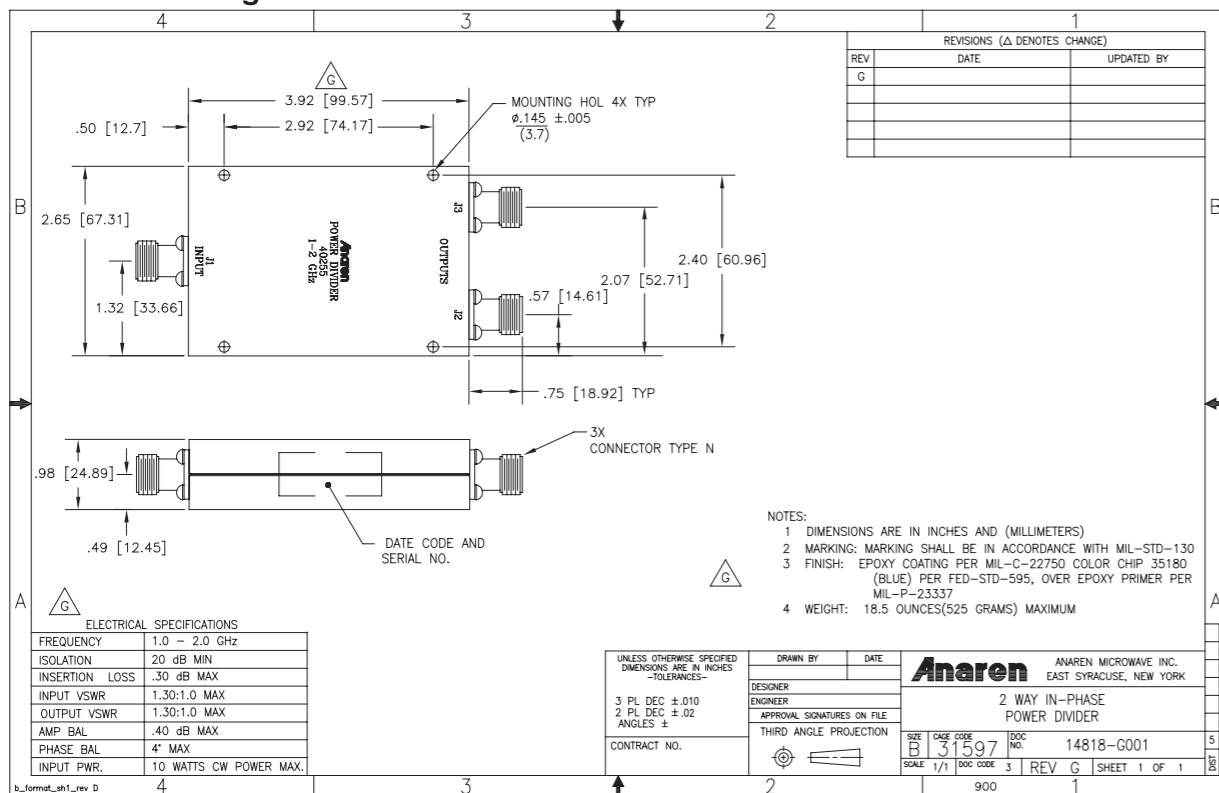 4 3 2 1
REVISIONS (△ DENOTES CHANGE)
REV DATE UPDATED BY
G
G
3.92 [99.57]
2.92 [74.17]
.50 [12.7]
MOUNTING HOL 4X TYP
ø.145 ±.005
(3.7)
B
B
2.65 [67.31]
1.32 [33.66]
J1
INPUT
Anaren
POWER DIVIDER
40255
1-2 GHz
OUTPUTS
J3
J2
2.40 [60.96]
2.07 [52.71]
.57 [14.61]
.75 [18.92] TYP
3X
CONNECTOR TYPE N
.98 [24.89]
.49 [12.45]
DATE CODE AND
SERIAL NO.
NOTES:
1 DIMENSIONS ARE IN INCHES AND (MILLIMETERS)
2 MARKING: MARKING SHALL BE IN ACCORDANCE WITH MIL-STD-130
3 FINISH: EPOXY COATING PER MIL-C-22750 COLOR CHIP 35180
(BLUE) PER FED-STD-595, OVER EPOXY PRIMER PER
MIL-P-23337
4 WEIGHT: 18.5 OUNCES(525 GRAMS) MAXIMUM
G
A
A
G
ELECTRICAL SPECIFICATIONS
FREQUENCY 1.0 - 2.0 GHz
ISOLATION 20 dB MIN
INSERTION LOSS .30 dB MAX
INPUT VSWR 1.30:1.0 MAX
OUTPUT VSWR 1.30:1.0 MAX
AMP BAL .40 dB MAX
PHASE BAL 4° MAX
INPUT PWR. 10 WATTS CW POWER MAX.
UNLESS OTHERWISE SPECIFIED
DIMENSIONS ARE IN INCHES
-TOLERANCES-
3 PL DEC ±.010
2 PL DEC ±.02
ANGLES ±
CONTRACT NO.
DRAWN BY DATE
DESIGNER
ENGINEER
APPROVAL SIGNATURES ON FILE
THIRD ANGLE PROJECTION
Anaren
ANAREN MICROWAVE INC.
EAST SYRACUSE, NEW YORK
2 WAY IN-PHASE
POWER DIVIDER
SIZE B CAGE CODE 31597 DOC NO. 14818-G001
SCALE 1/1 DOC CODE 3 REV G SHEET 1 OF 1
5
DIST
b_format_sh1_rev D
4 3 2 900 1